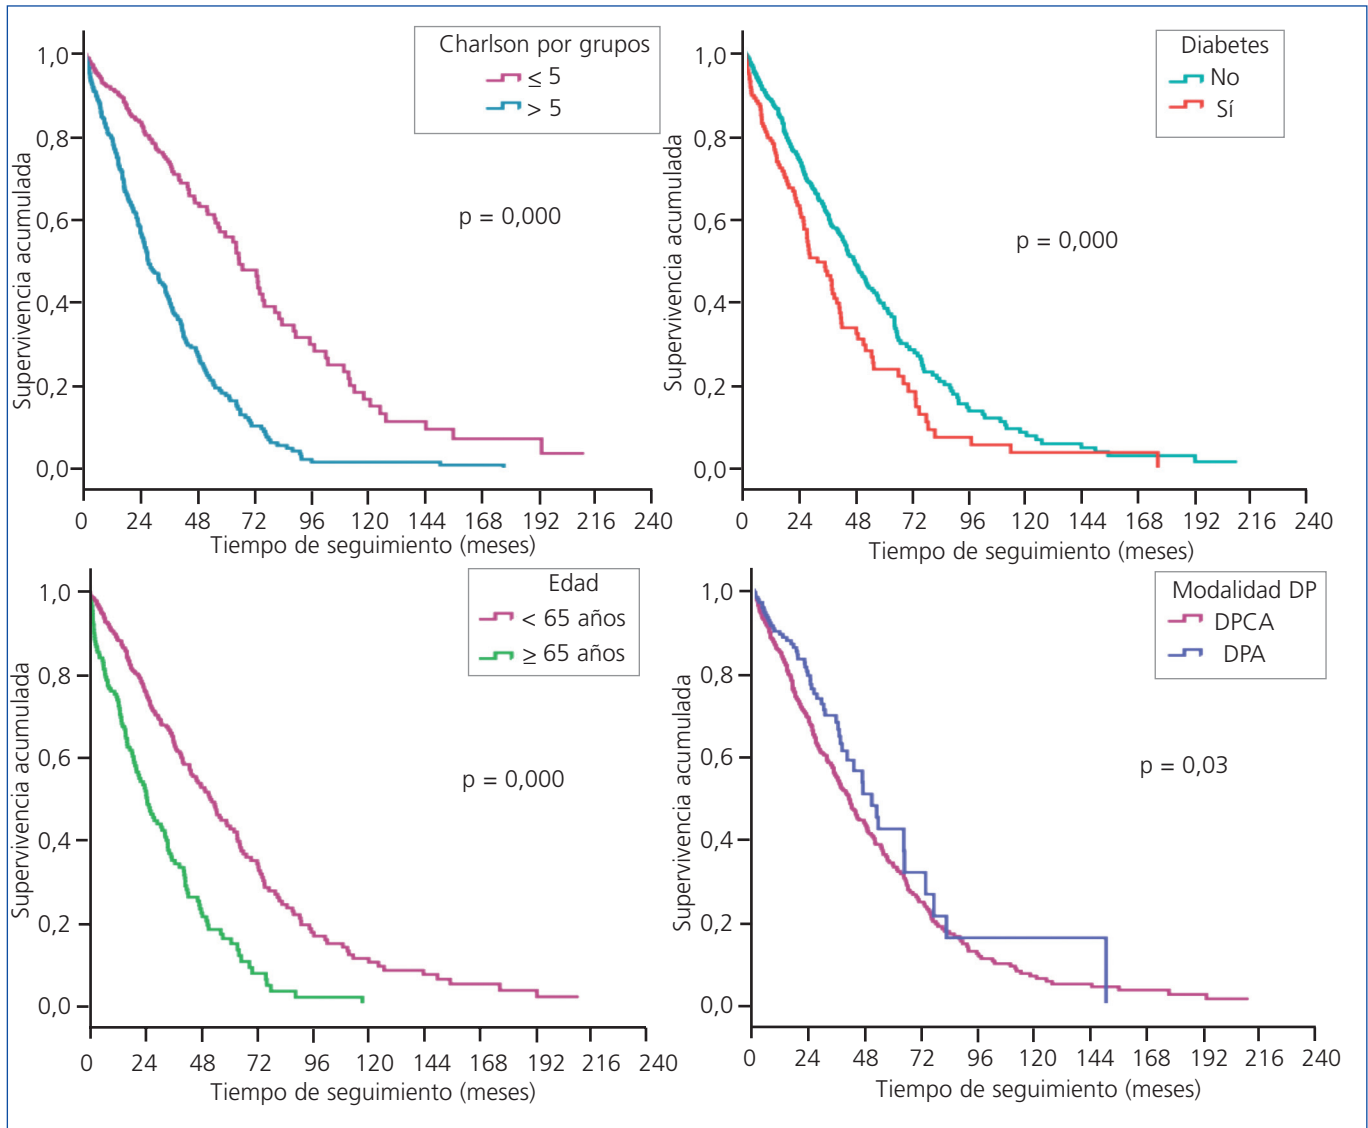 Charlson por grupos
≤ 5
> 5
p = 0,000
Supervivencia acumulada
1,0
0,8
0,6
0,4
0,2
0,0
0 24 48 72 96 120 144 168 192 216 240
Tiempo de seguimiento (meses)
Diabetes
No
Sí
p = 0,000
Supervivencia acumulada
1,0
0,8
0,6
0,4
0,2
0,0
0 24 48 72 96 120 144 168 192 216 240
Tiempo de seguimiento (meses)
Edad
< 65 años
≥ 65 años
p = 0,000
Supervivencia acumulada
1,0
0,8
0,6
0,4
0,2
0,0
0 24 48 72 96 120 144 168 192 216 240
Tiempo de seguimiento (meses)
Modalidad DP
DPCA
DPA
p = 0,03
Supervivencia acumulada
1,0
0,8
0,6
0,4
0,2
0,0
0 24 48 72 96 120 144 168 192 216 240
Tiempo de seguimiento (meses)